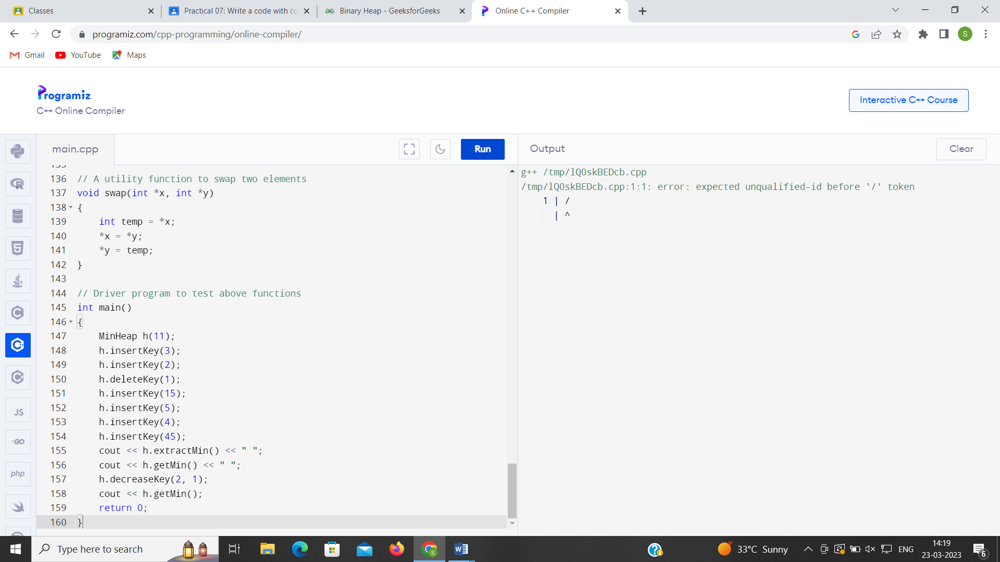 Classes
Practical 07: Write a code with co
Binary Heap - GeeksforGeeks
Online C++ Compiler
programiz.com/cpp-programming/online-compiler/
S
Gmail
YouTube
Maps
Programiz
C++ Online Compiler
Interactive C++ Course
main.cpp
Run
Output
Clear
135
136 // A utility function to swap two elements
137 void swap(int *x, int *y)
138 {
139 int temp = *x;
140 *x = *y;
141 *y = temp;
142 }
143
144 // Driver program to test above functions
145 int main()
146 {
147 MinHeap h(11);
148 h.insertKey(3);
149 h.insertKey(2);
150 h.deleteKey(1);
151 h.insertKey(15);
152 h.insertKey(5);
153 h.insertKey(4);
154 h.insertKey(45);
155 cout << h.extractMin() << " ";
156 cout << h.getMin() << " ";
157 h.decreaseKey(2, 1);
158 cout << h.getMin();
159 return 0;
160 }
g++ /tmp/lQ0skBEDcb.cpp
/tmp/lQ0skBEDcb.cpp:1:1: error: expected unqualified-id before '/' token
1 | /
| ^
JS
GO
php
Type here to search
33°C Sunny
ENG
14:19
23-03-2023
6